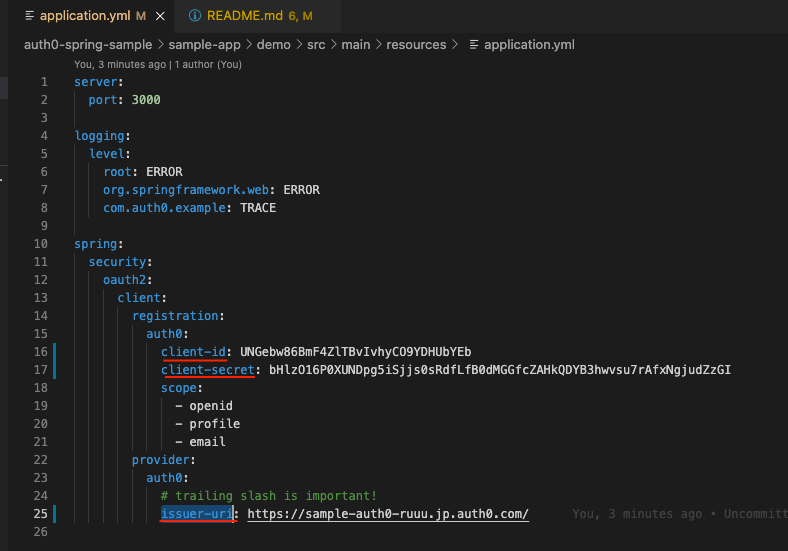 application.yml M × README.md 6, M
auth0-spring-sample > sample-app > demo > src > main > resources > application.yml
You, 3 minutes ago | 1 author (You)
1 server:
2 port: 3000
3
4 logging:
5 level:
6 root: ERROR
7 org.springframework.web: ERROR
8 com.auth0.example: TRACE
9
10 spring:
11 security:
12 oauth2:
13 client:
14 registration:
15 auth0:
16 client-id: UNGebw86BmF4ZlTBvIvhyCO9YDHUbYEb
17 client-secret: bHlzO16P0XUNDpg5iSjjs0sRdfLfB0dMGGfcZAHkQDYB3hwvsu7rAfxNgjudZzGI
18 scope:
19 - openid
20 - profile
21 - email
22 provider:
23 auth0:
24 # trailing slash is important!
25 issuer-uri: https://sample-auth0-ruuu.jp.auth0.com/ You, 3 minutes ago • Uncommitt
26